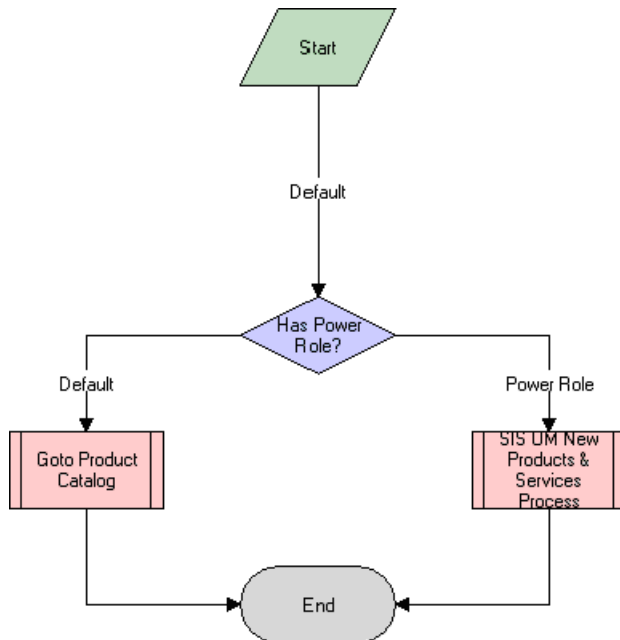 Start
Default
Has Power
Role?
Default
Power Role
Goto Product
Catalog
SIS OM New
Products &
Services
Process
End